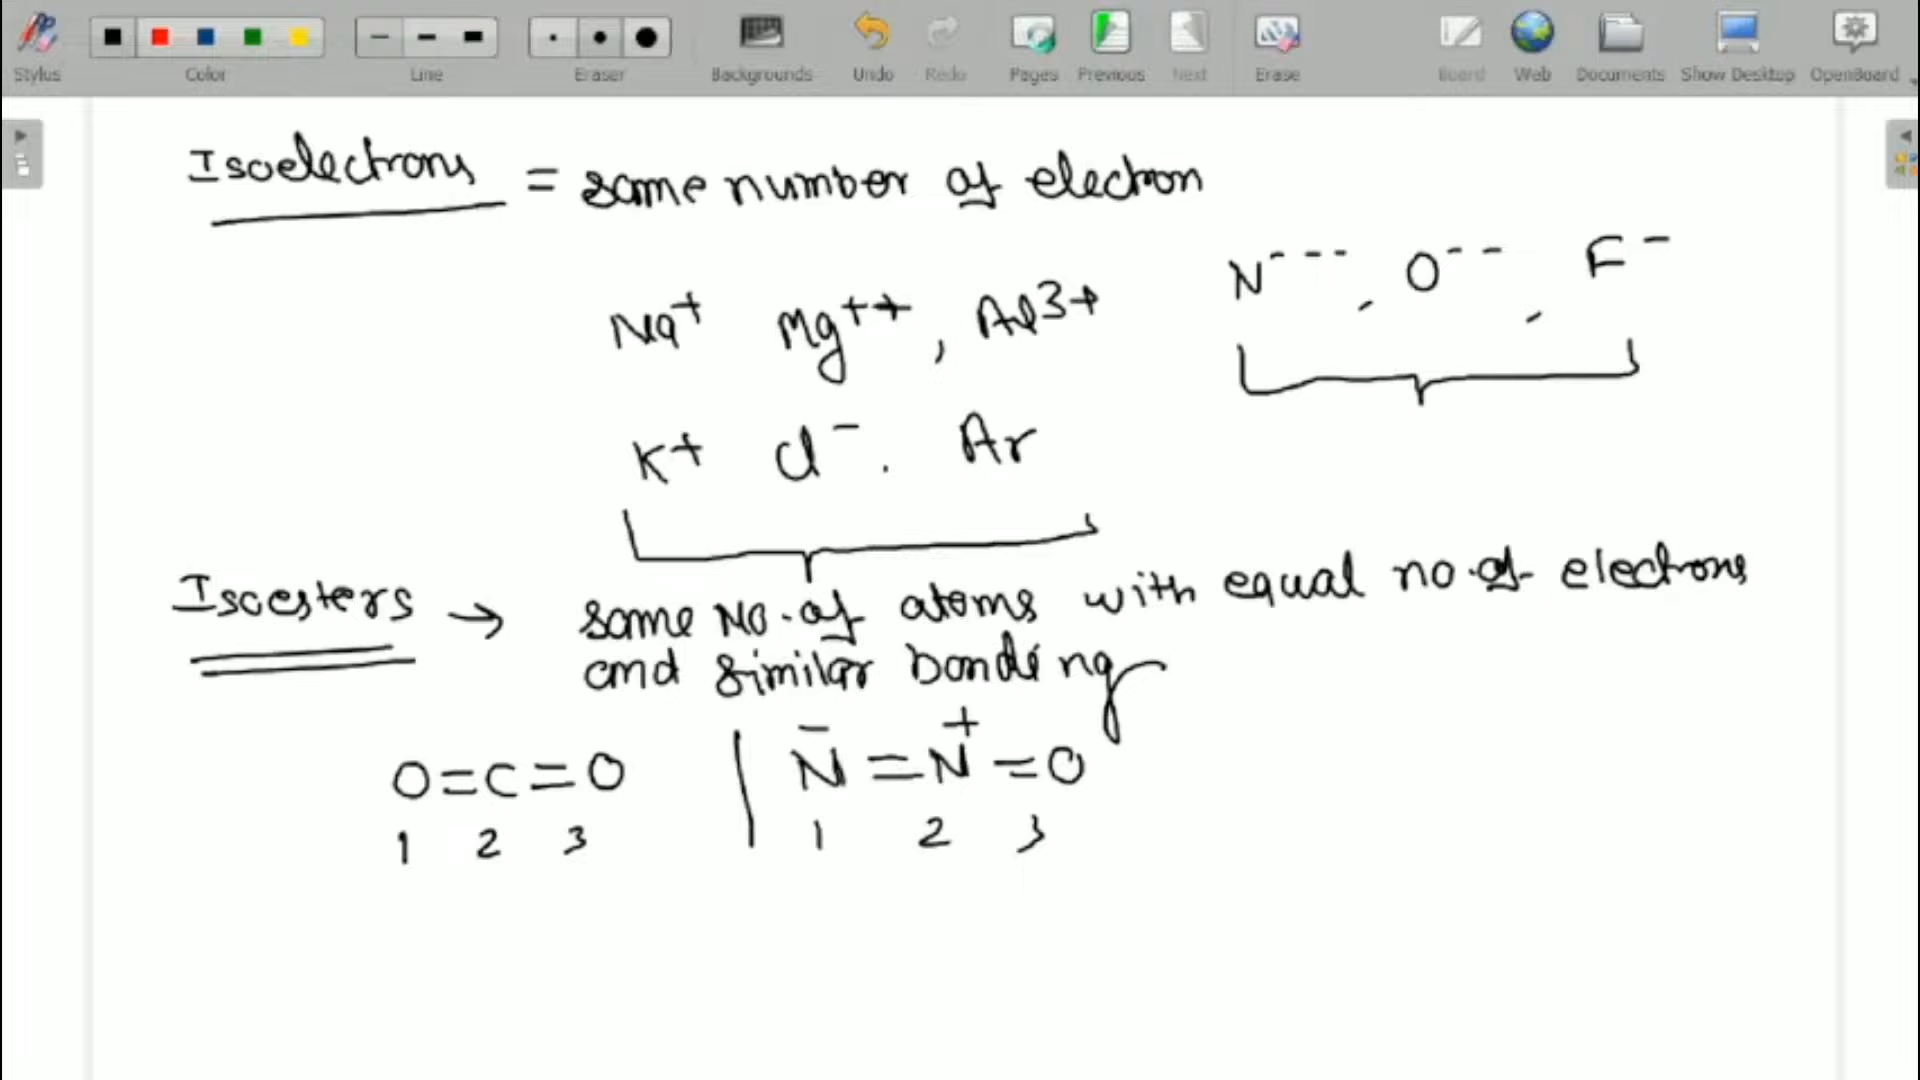 Stylus Color Line Eraser Backgrounds Undo Redo Pages Previous Next Erase Board Web Documents Show Desktop OpenBoard
Isoelectrons = same number of electron
N--- , O-- , F-
Na+ Mg++ , Al3+
K+ Cl- . Ar
Isoesters → same No. of atoms with equal no. of electrons
and similar bonding
O=C=O | N̄=N⁺=O
1 2 3 1 2 3